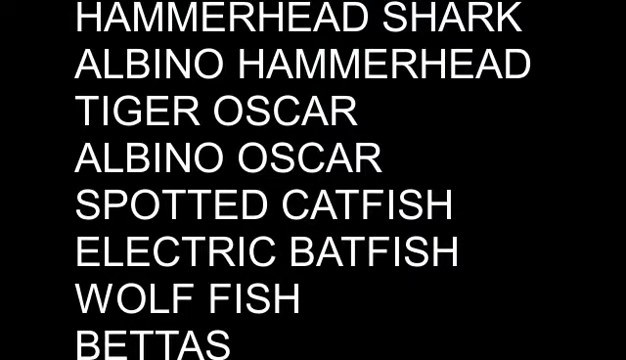 HAMMERHEAD SHARK
ALBINO HAMMERHEAD
TIGER OSCAR
ALBINO OSCAR
SPOTTED CATFISH
ELECTRIC BATFISH
WOLF FISH
BETTAS